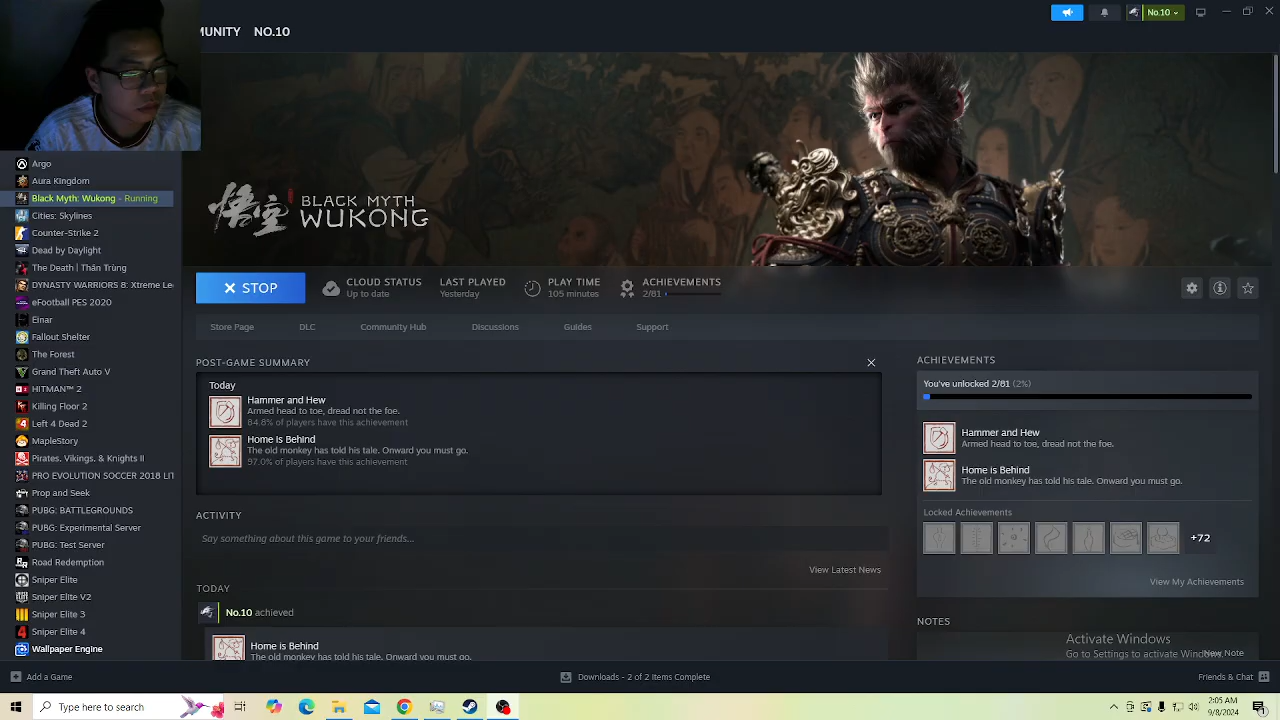 MUNITY NO.10
No.10
悟空 BLACK MYTH
WUKONG
Argo
Aura Kingdom
Black Myth: Wukong - Running
Cities: Skylines
Counter-Strike 2
Dead by Daylight
The Death | Thần Trùng
DYNASTY WARRIORS 8: Xtreme Le
eFootball PES 2020
Einar
Fallout Shelter
The Forest
Grand Theft Auto V
HITMAN™ 2
Killing Floor 2
Left 4 Dead 2
MapleStory
Pirates, Vikings, & Knights II
PRO EVOLUTION SOCCER 2018 LIT
Prop and Seek
PUBG: BATTLEGROUNDS
PUBG: Experimental Server
PUBG: Test Server
Road Redemption
Sniper Elite
Sniper Elite V2
Sniper Elite 3
Sniper Elite 4
Wallpaper Engine
STOP
CLOUD STATUS
Up to date
LAST PLAYED
Yesterday
PLAY TIME
105 minutes
ACHIEVEMENTS
2/81
Store Page DLC Community Hub Discussions Guides Support
POST-GAME SUMMARY
Today
Hammer and Hew
Armed head to toe, dread not the foe.
84.8% of players have this achievement
Home is Behind
The old monkey has told his tale. Onward you must go.
97.0% of players have this achievement
ACTIVITY
Say something about this game to your friends...
View Latest News
TODAY
No.10 achieved
Home is Behind
The old monkey has told his tale. Onward you must go.
ACHIEVEMENTS
You've unlocked 2/81 (2%)
Hammer and Hew
Armed head to toe, dread not the foe.
Home is Behind
The old monkey has told his tale. Onward you must go.
Locked Achievements
+72
View My Achievements
NOTES
New Note
Activate Windows
Go to Settings to activate Windows.
Add a Game
Downloads - 2 of 2 Items Complete
Friends & Chat
Type here to search
2:05 AM
9/8/2024